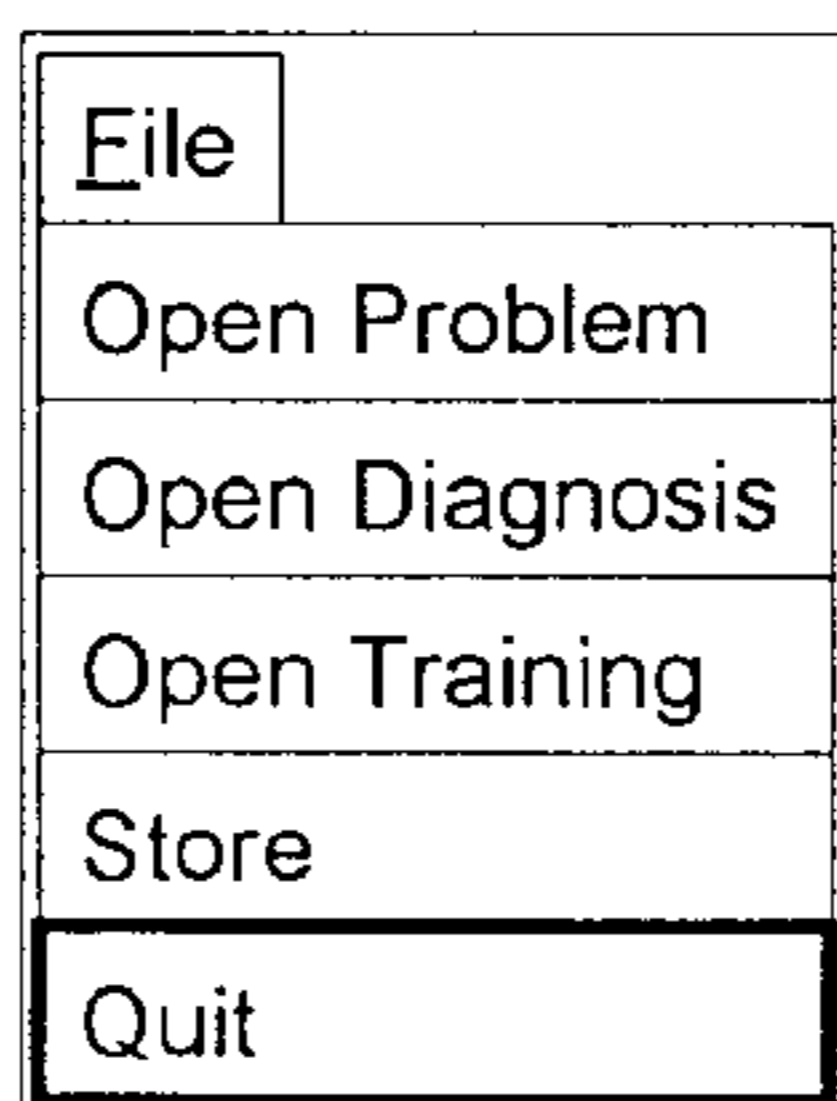 File
Open Problem
Open Diagnosis
Open Training
Store
Quit